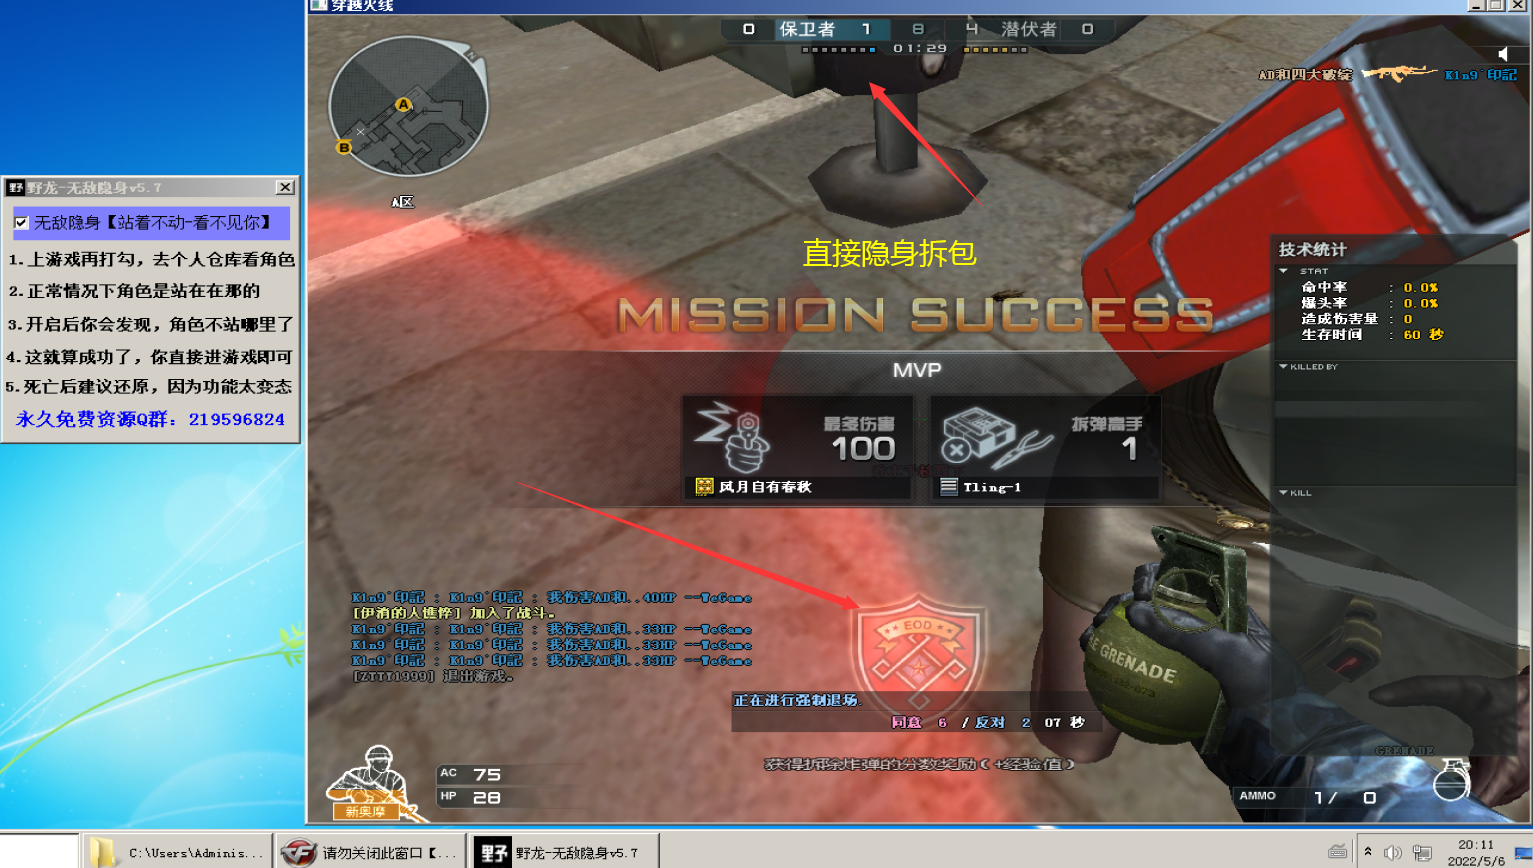 穿越火线
0 保卫者 1 8 4 潜伏者 0
01:29
N
AD和四大破绽 K1n9`印記
A
B
A区
野 野龙-无敌隐身v5.7
无敌隐身【站着不动-看不见你】
1.上游戏再打勾，去个人仓库看角色
2.正常情况下角色是站在在那的
3.开启后你会发现，角色不站哪里了
4.这就算成功了，你直接进游戏即可
5.死亡后建议还原，因为功能太变态
永久免费资源Q群：219596824
直接隐身拆包
MISSION SUCCESS
MVP
最多伤害
100
风月自有春秋
拆弹高手
1
Tling-1
技术统计
STAT
命中率 : 0.0%
爆头率 : 0.0%
造成伤害量 : 0
生存时间 : 60 秒
KILLED BY
KILL
K1n9`印記 : K1n9`印記 : 我伤害AD和..40HP --WeGame
[伊消的人憔悴] 加入了战斗。
K1n9`印記 : K1n9`印記 : 我伤害AD和..33HP --WeGame
K1n9`印記 : K1n9`印記 : 我伤害AD和..33HP --WeGame
K1n9`印記 : K1n9`印記 : 我伤害AD和..33HP --WeGame
[ZTTT1999] 退出游戏。
EOD
GRENADE
正在进行强制退场.
同意 6 / 反对 2 07 秒
获得拆除炸弹的分数奖励(+经验值)
GRENADE
AC 75
HP 28
新奥摩
AMMO 1 / 0
C:\Users\Adminis...
CF 请勿关闭此窗口【...
野 野龙-无敌隐身v5.7
20:11
2022/5/6